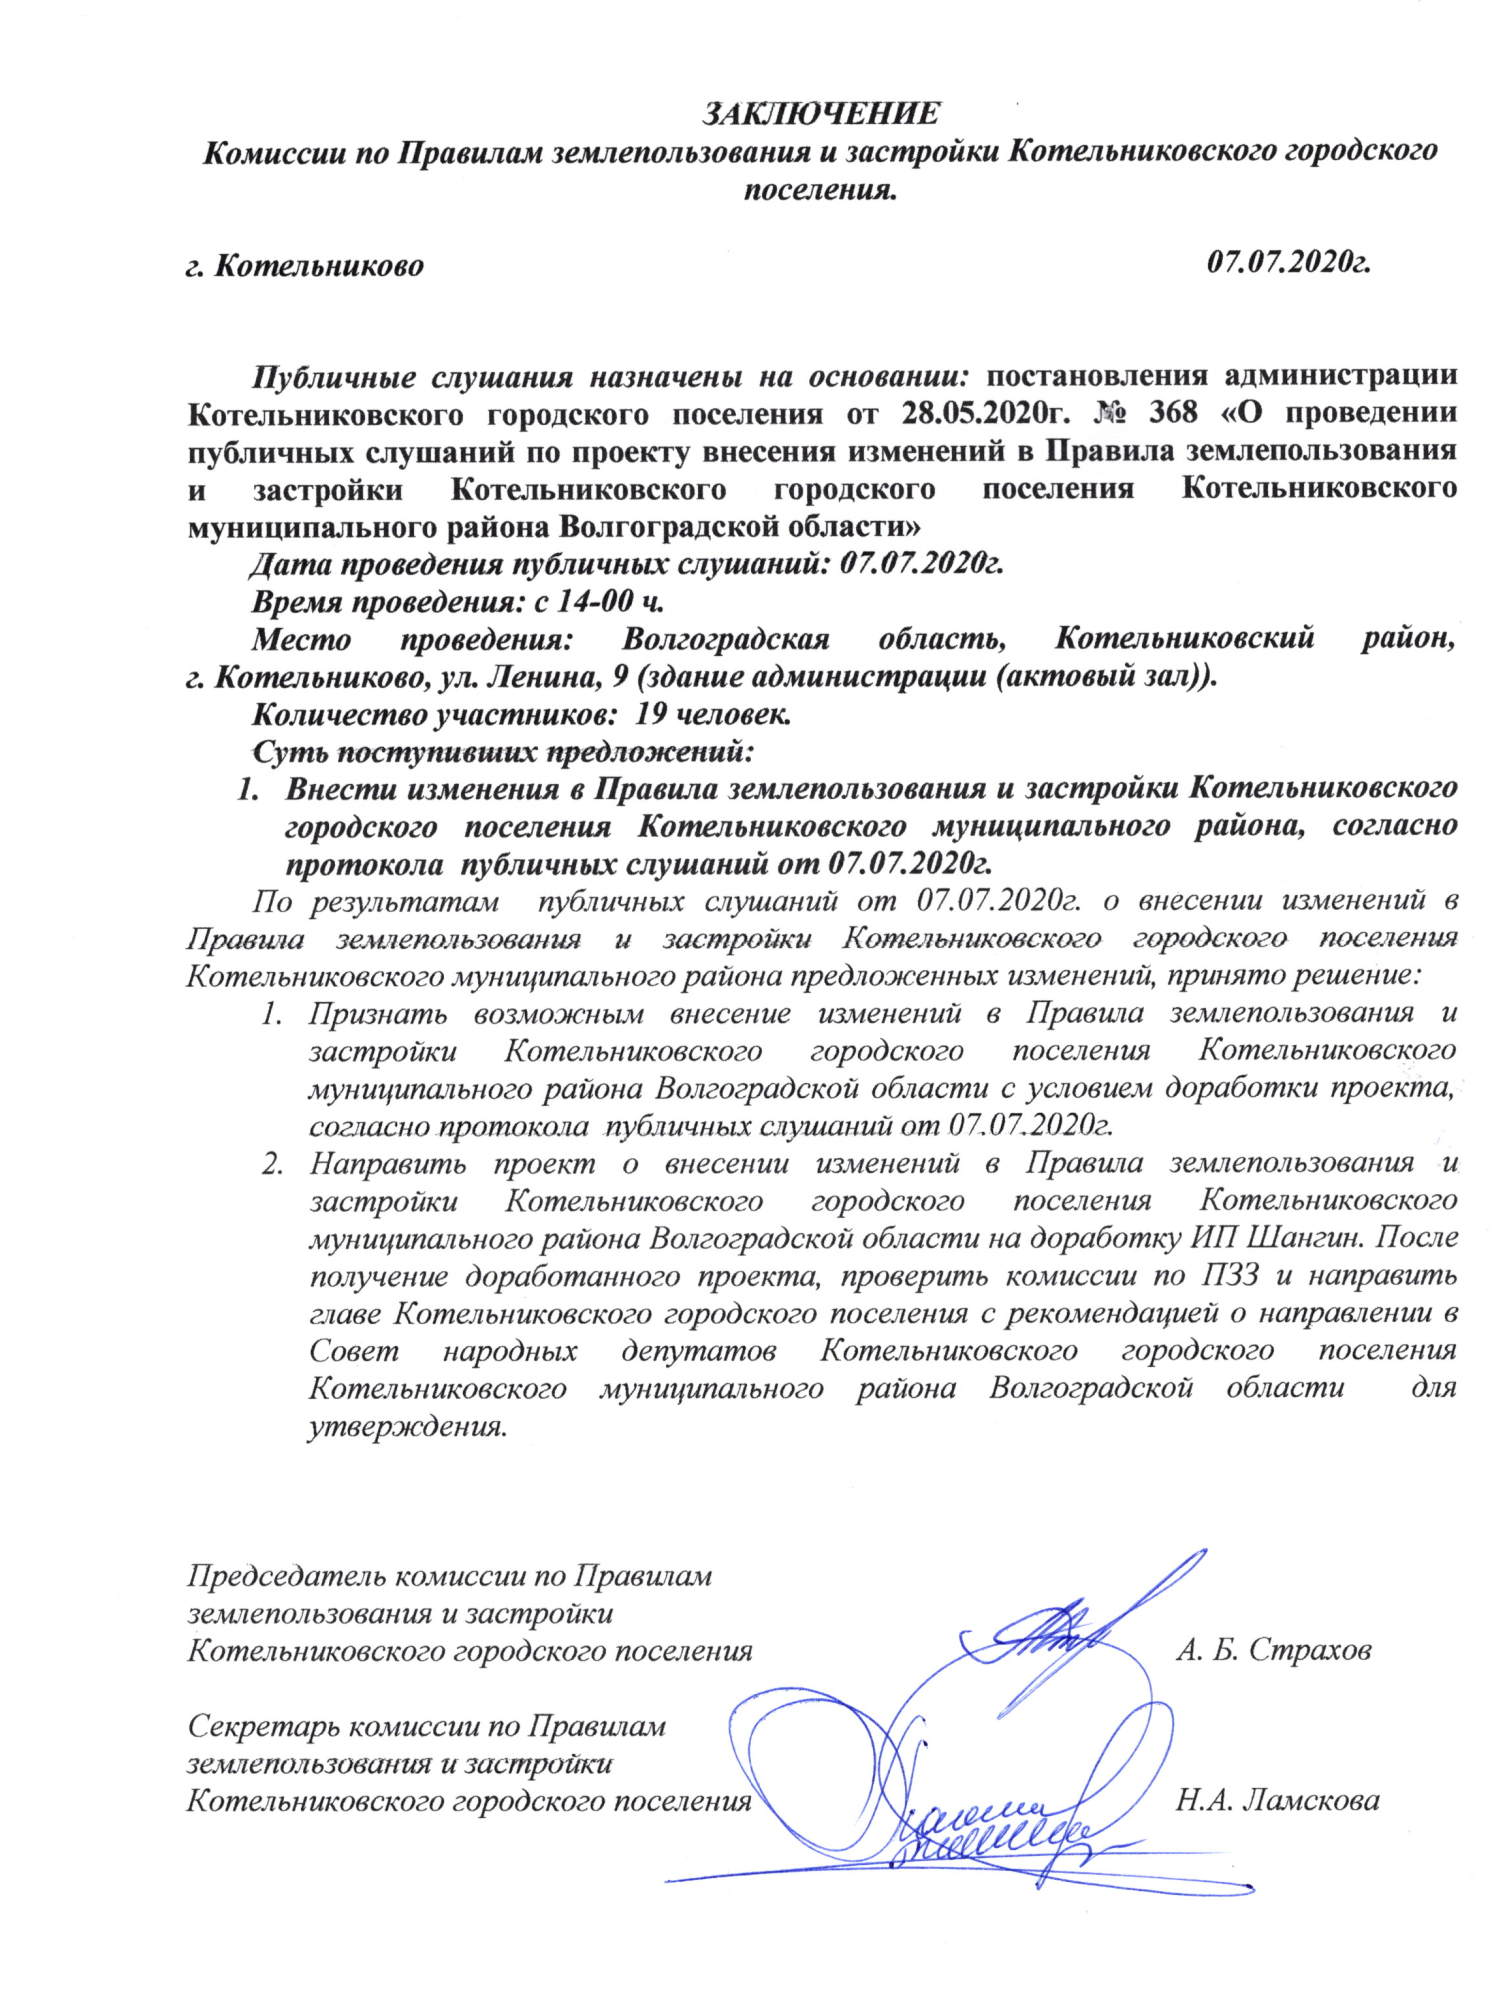 ЗАКЛЮЧЕНИЕ
Комиссии по Правилам землепользования и застройки Котельниковского городского
поселения.
г. Котельниково 07.07.2020г.
Публичные слушания назначены на основании: постановления администрации
Котельниковского городского поселения от 28.05.2020г. № 368 «О проведении
публичных слушаний по проекту внесения изменений в Правила землепользования
и застройки Котельниковского городского поселения Котельниковского
муниципального района Волгоградской области»
Дата проведения публичных слушаний: 07.07.2020г.
Время проведения: с 14-00 ч.
Место проведения: Волгоградская область, Котельниковский район,
г. Котельниково, ул. Ленина, 9 (здание администрации (актовый зал)).
Количество участников: 19 человек.
Суть поступивших предложений:
1. Внести изменения в Правила землепользования и застройки Котельниковского
городского поселения Котельниковского муниципального района, согласно
протокола публичных слушаний от 07.07.2020г.
По результатам публичных слушаний от 07.07.2020г. о внесении изменений в
Правила землепользования и застройки Котельниковского городского поселения
Котельниковского муниципального района предложенных изменений, принято решение:
1. Признать возможным внесение изменений в Правила землепользования и
застройки Котельниковского городского поселения Котельниковского
муниципального района Волгоградской области с условием доработки проекта,
согласно протокола публичных слушаний от 07.07.2020г.
2. Направить проект о внесении изменений в Правила землепользования и
застройки Котельниковского городского поселения Котельниковского
муниципального района Волгоградской области на доработку ИП Шангин. После
получение доработанного проекта, проверить комиссии по ПЗЗ и направить
главе Котельниковского городского поселения с рекомендацией о направлении в
Совет народных депутатов Котельниковского городского поселения
Котельниковского муниципального района Волгоградской области для
утверждения.
Председатель комиссии по Правилам
землепользования и застройки
Котельниковского городского поселения А. Б. Страхов
Секретарь комиссии по Правилам
землепользования и застройки
Котельниковского городского поселения Н.А. Ламскова